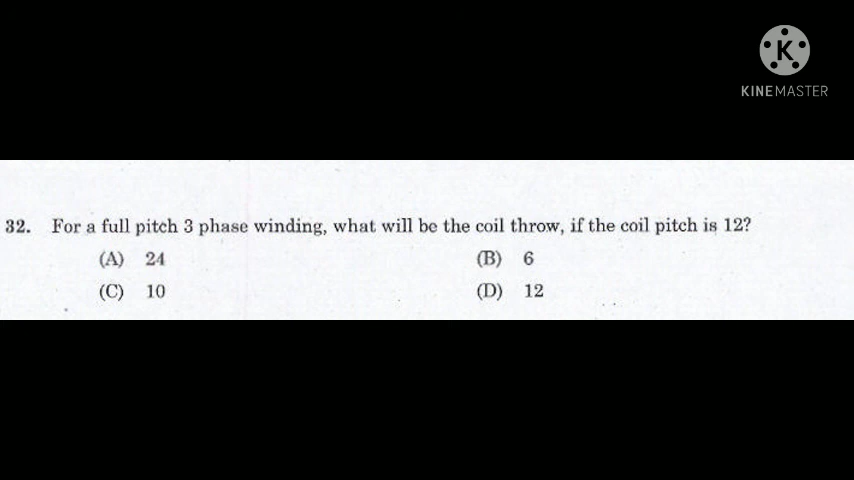 K
KINEMASTER
32. For a full pitch 3 phase winding, what will be the coil throw, if the coil pitch is 12?
(A) 24 (B) 6
(C) 10 (D) 12